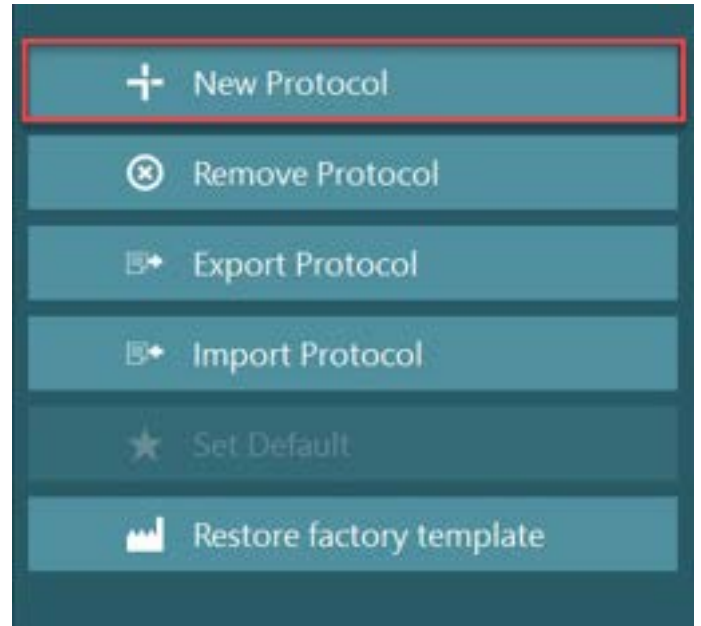 New Protocol
Remove Protocol
Export Protocol
Import Protocol
Set Default
Restore factory template